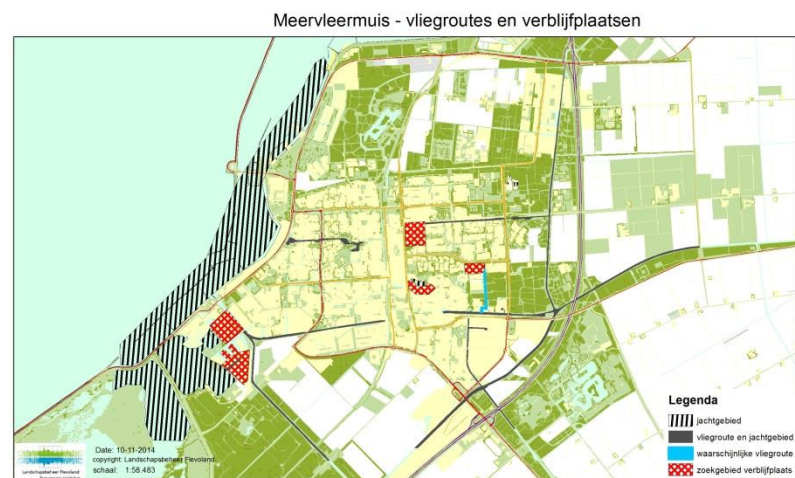 Meervleermuis - vliegroutes en verblijfplaatsen
Legenda
jachtgebied
vliegroute en jachtgebied
waarschijnlijke vliegroute
zoekgebied verblijfplaats
Date: 10-11-2014
copyright: Landschapsbeheer Flevoland
schaal: 1:58.483
Landschapsbeheer Flevoland